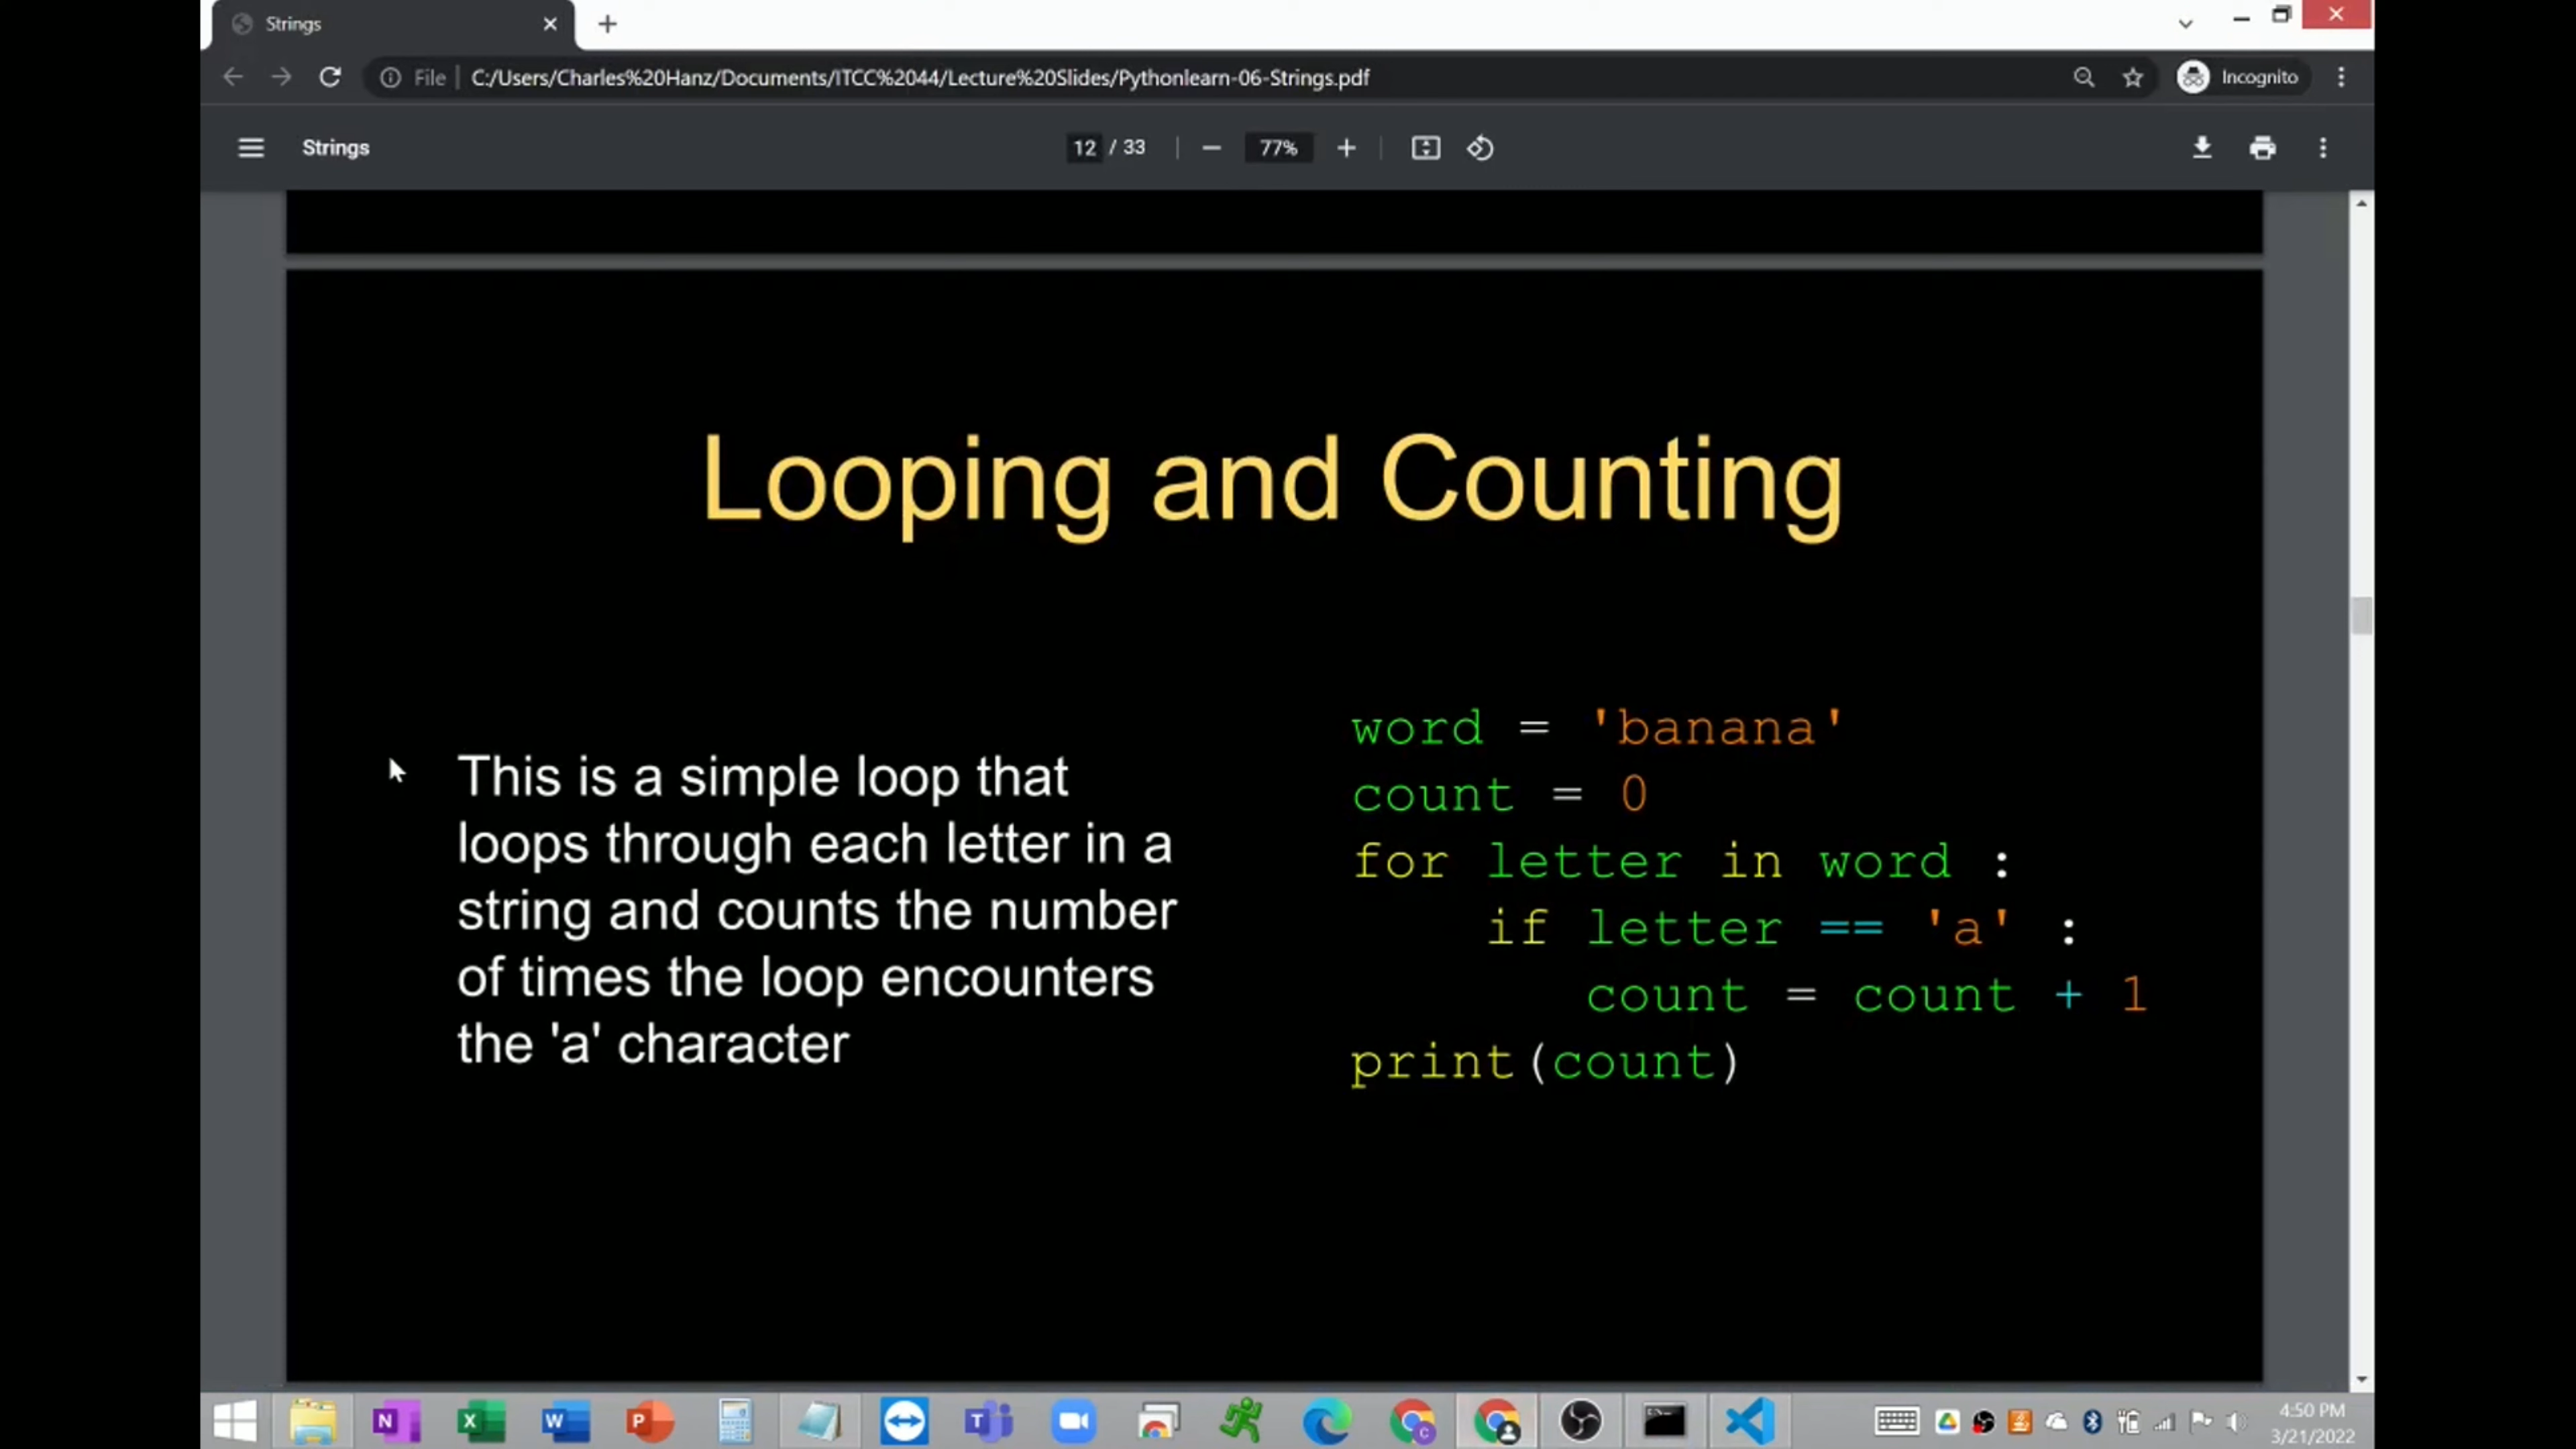 Strings
File
C:/Users/Charles%20Hanz/Documents/ITCC%2044/Lecture%20Slides/Pythonlearn-06-Strings.pdf
Incognito
Strings
12 / 33
77%
Looping and Counting
This is a simple loop that
loops through each letter in a
string and counts the number
of times the loop encounters
the 'a' character
word = 'banana'
count = 0
for letter in word :
    if letter == 'a' :
        count = count + 1
print(count)
4:50 PM
3/21/2022